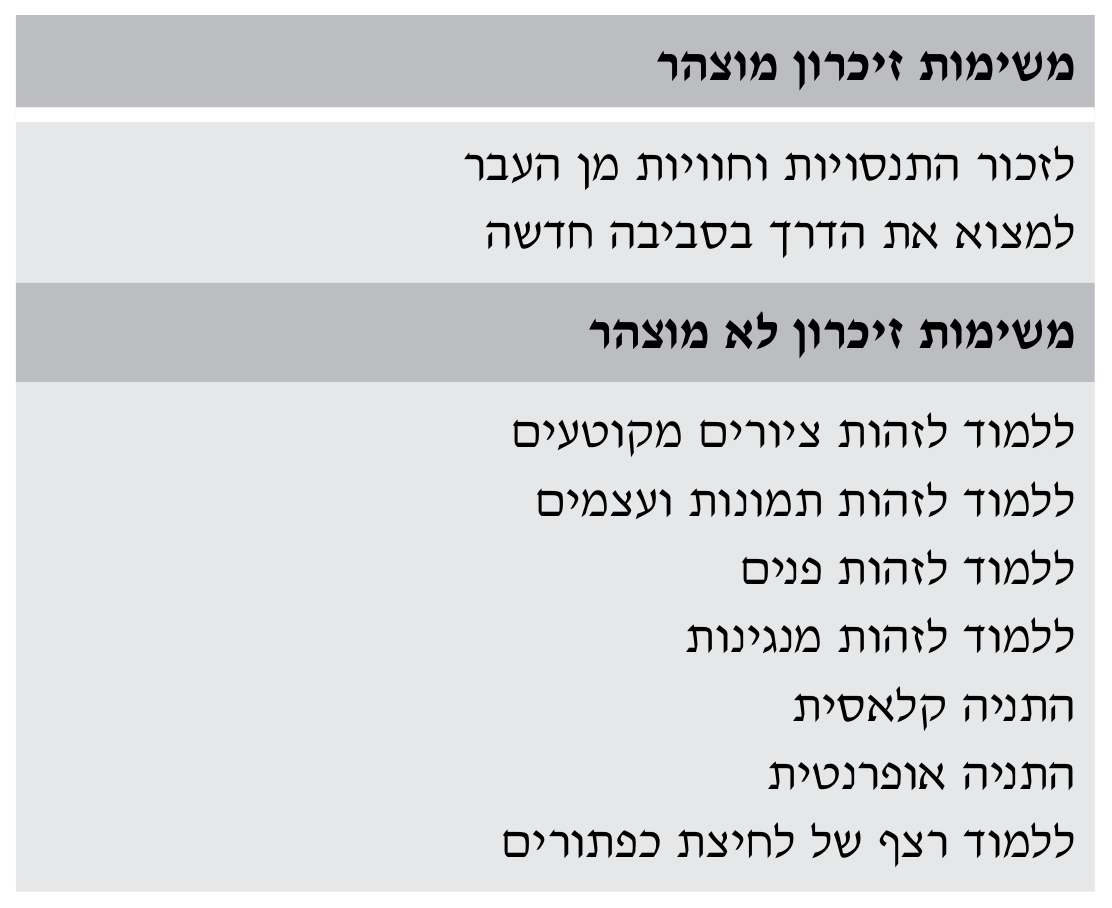 משימות זיכרון מוצהר
לזכור התנסויות וחוויות מן העבר
למצוא את הדרך בסביבה חדשה
משימות זיכרון לא מוצהר
ללמוד לזהות ציורים מקוטעים
ללמוד לזהות תמונות ועצמים
ללמוד לזהות פנים
ללמוד לזהות מנגינות
התניה קלאסית
התניה אופרנטית
ללמוד רצף של לחיצת כפתורים